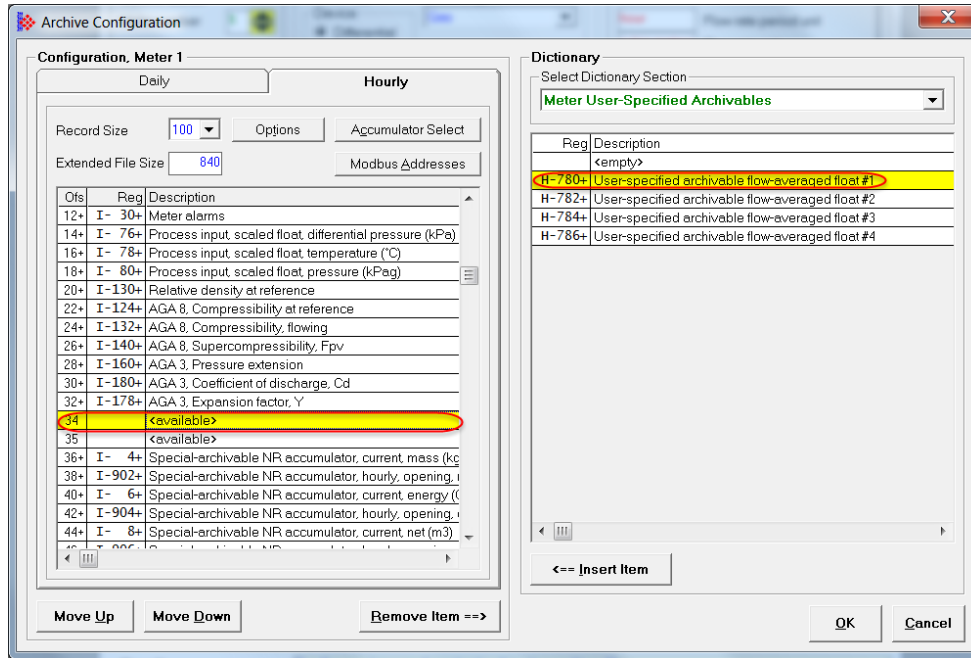 Archive Configuration
Configuration, Meter 1
Daily
Hourly
Record Size
100
Options
Accumulator Select
Extended File Size
840
Modbus Addresses
Ofs Reg Description
12+ I- 30+ Meter alarms
14+ I- 76+ Process input, scaled float, differential pressure (kPa)
16+ I- 78+ Process input, scaled float, temperature (°C)
18+ I- 80+ Process input, scaled float, pressure (kPag)
20+ I-130+ Relative density at reference
22+ I-124+ AGA 8, Compressibility at reference
24+ I-132+ AGA 8, Compressibility, flowing
26+ I-140+ AGA 8, Supercompressibility, Fpv
28+ I-160+ AGA 3, Pressure extension
30+ I-180+ AGA 3, Coefficient of discharge, Cd
32+ I-178+ AGA 3, Expansion factor, Y
34 <available>
35 <available>
36+ I- 4+ Special-archivable NR accumulator, current, mass (kg
38+ I-902+ Special-archivable NR accumulator, hourly, opening,
40+ I- 6+ Special-archivable NR accumulator, current, energy (
42+ I-904+ Special-archivable NR accumulator, hourly, opening,
44+ I- 8+ Special-archivable NR accumulator, current, net (m3)
Move Up
Move Down
Remove Item ==>
Dictionary
Select Dictionary Section
Meter User-Specified Archivables
Reg Description
<empty>
H-780+ User-specified archivable flow-averaged float #1
H-782+ User-specified archivable flow-averaged float #2
H-784+ User-specified archivable flow-averaged float #3
H-786+ User-specified archivable flow-averaged float #4
<== Insert Item
OK
Cancel